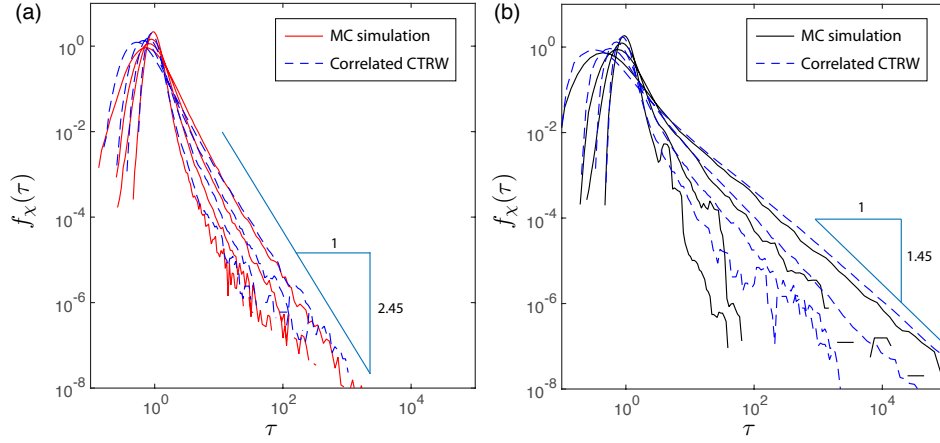 (a)
MC simulation
Correlated CTRW
10^0
10^-2
10^-4
10^-6
10^-8
f_χ(τ)
1
2.45
10^0
10^2
10^4
τ
(b)
MC simulation
Correlated CTRW
10^0
10^-2
10^-4
10^-6
10^-8
f_χ(τ)
1
1.45
10^0
10^2
10^4
τ